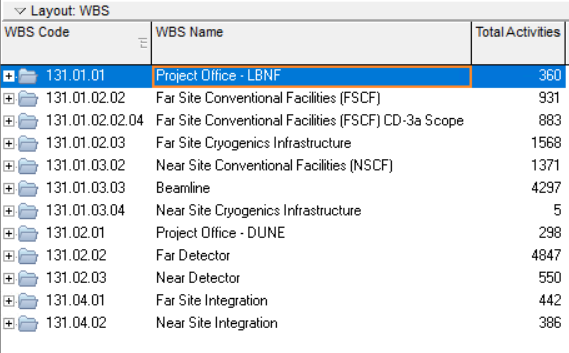 Layout: WBS
WBS Code WBS Name Total Activities
131.01.01 Project Office - LBNF 360
131.01.02.02 Far Site Conventional Facilities (FSCF) 931
131.01.02.02.04 Far Site Conventional Facilities (FSCF) CD-3a Scope 883
131.01.02.03 Far Site Cryogenics Infrastructure 1568
131.01.03.02 Near Site Conventional Facilities (NSCF) 1371
131.01.03.03 Beamline 4297
131.01.03.04 Near Site Cryogenics Infrastructure 5
131.02.01 Project Office - DUNE 298
131.02.02 Far Detector 4847
131.02.03 Near Detector 550
131.04.01 Far Site Integration 442
131.04.02 Near Site Integration 386